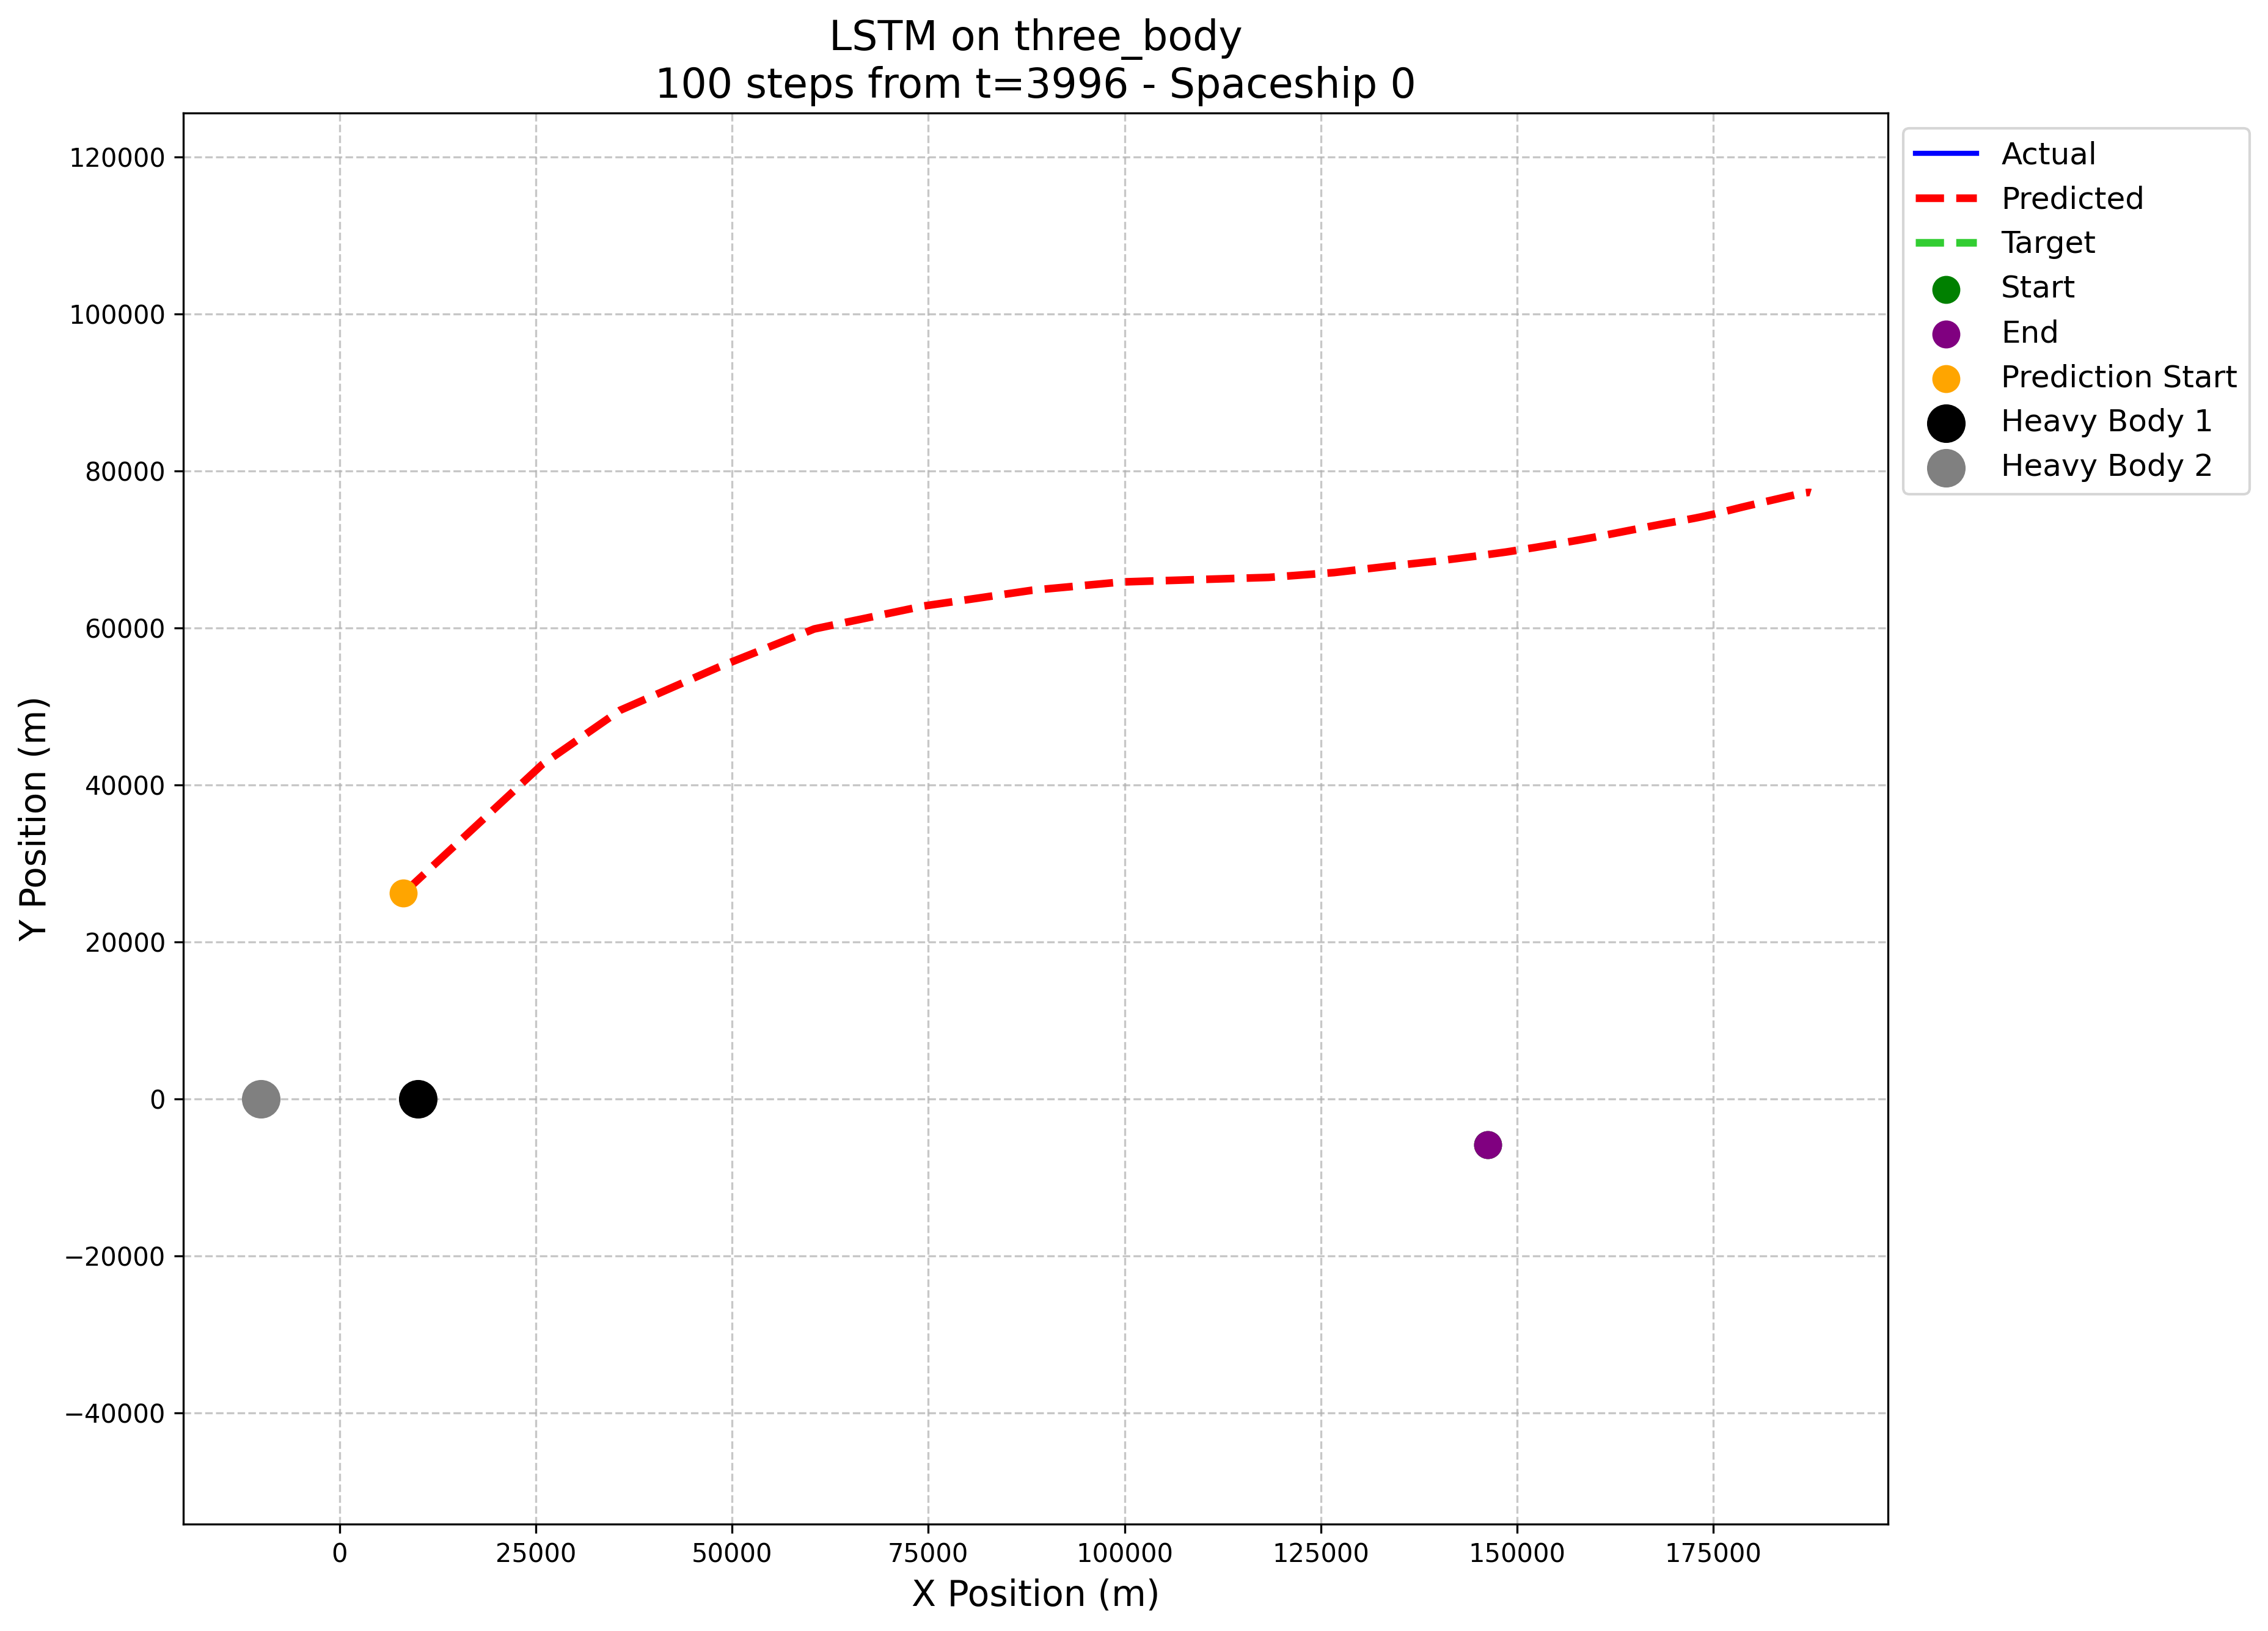 LSTM on three_body
100 steps from t=3996 - Spaceship 0
120000
100000
80000
60000
40000
20000
0
−20000
−40000
Y Position (m)
0
25000
50000
75000
100000
125000
150000
175000
X Position (m)
Actual
Predicted
Target
Start
End
Prediction Start
Heavy Body 1
Heavy Body 2